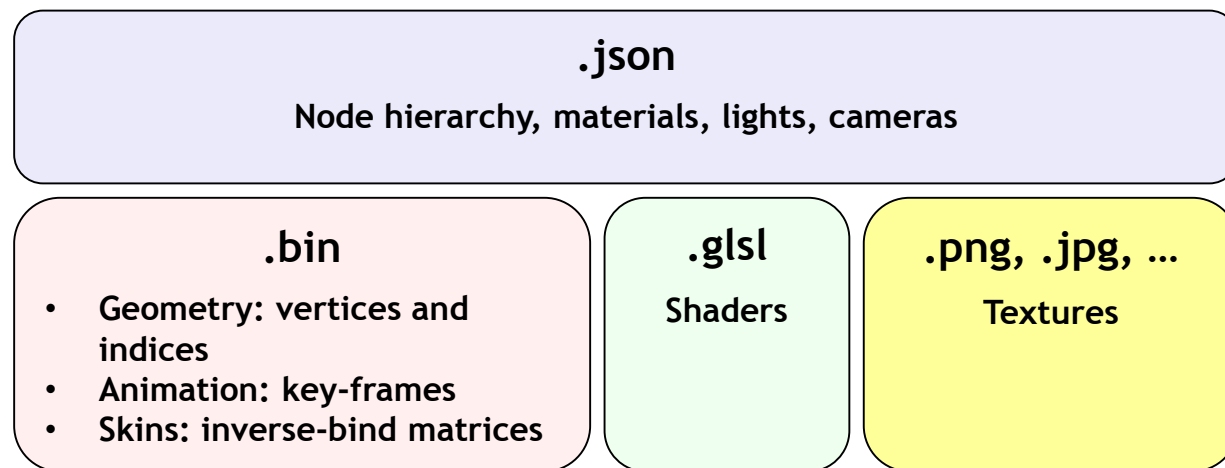 .json
Node hierarchy, materials, lights, cameras
.bin
• Geometry: vertices and
indices
• Animation: key-frames
• Skins: inverse-bind matrices
.glsl
Shaders
.png, .jpg, …
Textures